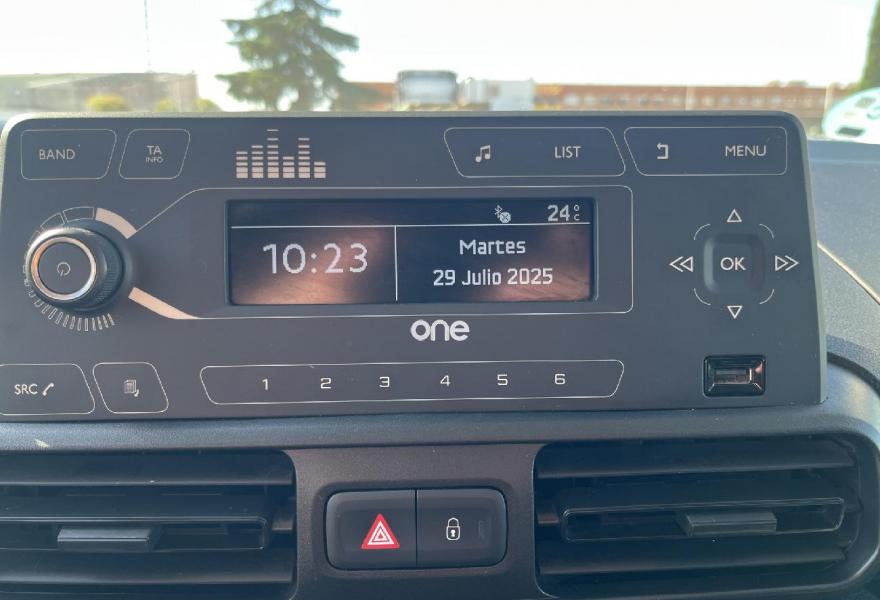 BAND
TA
INFO
LIST
MENU
24°C
10:23
Martes
29 Julio 2025
OK
one
SRC
1 2 3 4 5 6